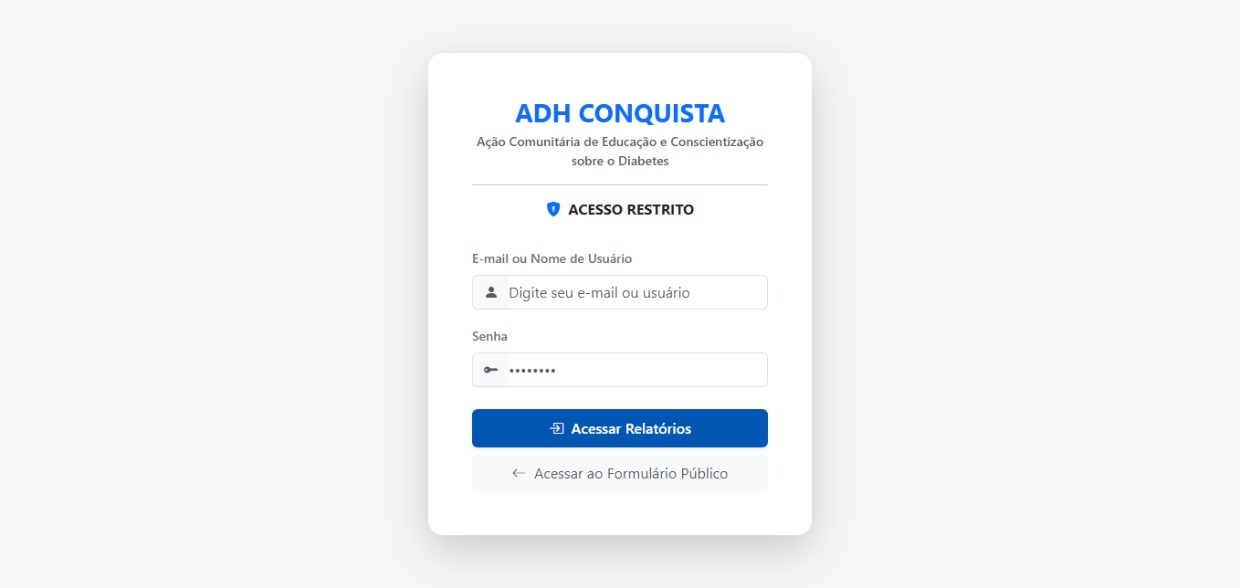 ADH CONQUISTA
Ação Comunitária de Educação e Conscientização
sobre o Diabetes
ACESSO RESTRITO
E-mail ou Nome de Usuário
Digite seu e-mail ou usuário
Senha
••••••••
Acessar Relatórios
Acessar ao Formulário Público